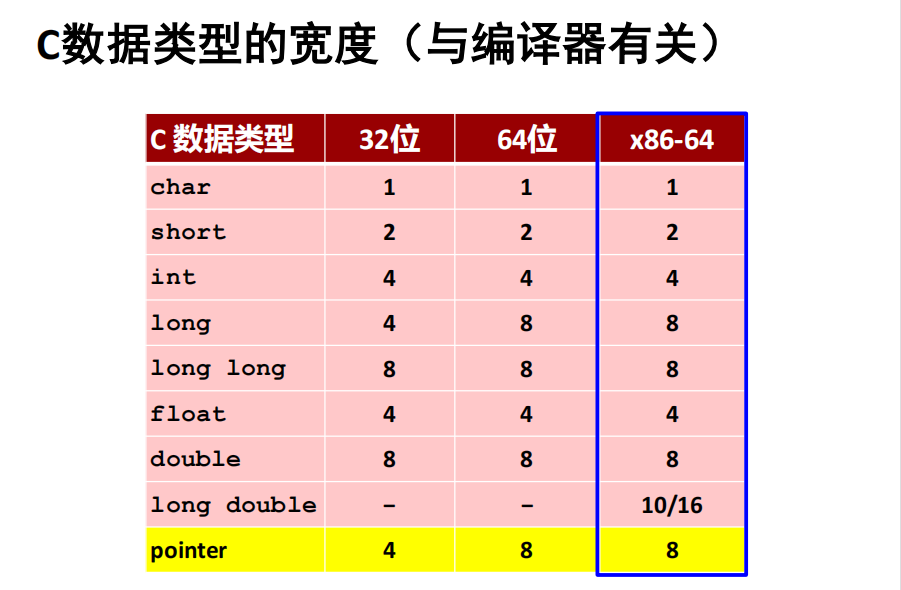 C数据类型的宽度（与编译器有关）
C 数据类型 32位 64位 x86-64
char 1 1 1
short 2 2 2
int 4 4 4
long 4 8 8
long long 8 8 8
float 4 4 4
double 8 8 8
long double – – 10/16
pointer 4 8 8